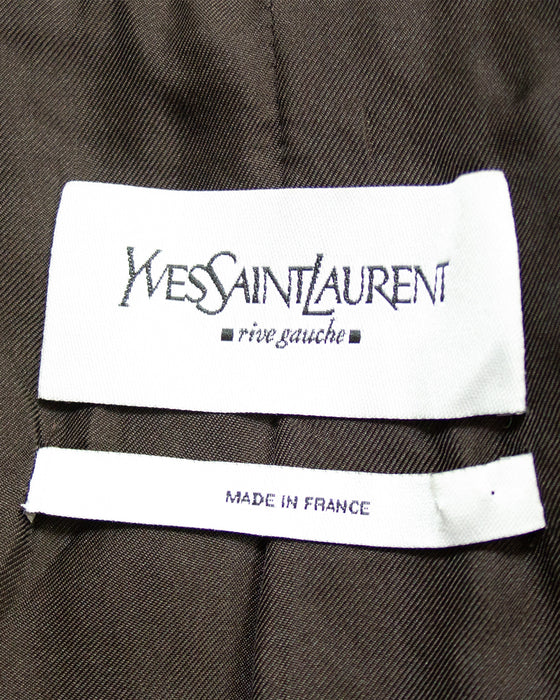 YVESSAINTLAURENT
rive gauche
MADE IN FRANCE